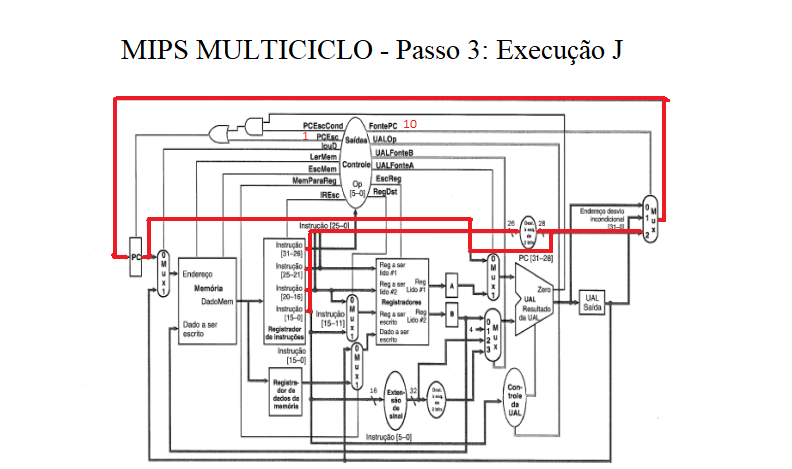 MIPS MULTICICLO - Passo 3: Execução J
PCEscCond
FontePC 10
1 PCEsc
Saídas
UALOp
IouD
UALFonteB
LerMem
Controle
UALFonteA
EscMem
EscReg
MemParaReg
Op
[5–0]
RegDst
IREsc
Instrução [25–0]
26
Desl.
à esq.
de
2 bits
28
Endereço desvio
incondicional
[31–0]
0
1
2
M
u
x
PC
PC [31–28]
0
M
u
x
1
Endereço
Memória
DadoMem
Dado a ser
escrito
Instrução
[31–26]
Instrução
[25–21]
Instrução
[20–16]
Instrução
[15–0]
Registrador
de instruções
Instrução
[15–11]
Instrução
[15–0]
0
M
u
x
1
0
M
u
x
1
Reg a ser
lido #1
Reg a ser
lido #2
Registradores
Reg a ser
escrito
Dado a ser
escrito
Reg
Lido #1
Reg
Lido #2
A
B
4
0
M
u
x
1
0
1
2
3
M
u
x
Zero
UAL
Resultado
da UAL
UAL
Saída
Registra-
dor de
dados da
memória
16
Exten-
são de
sinal
32
Desl.
à esq.
de
2 bits
Con-
trole
da
UAL
Instrução [5–0]